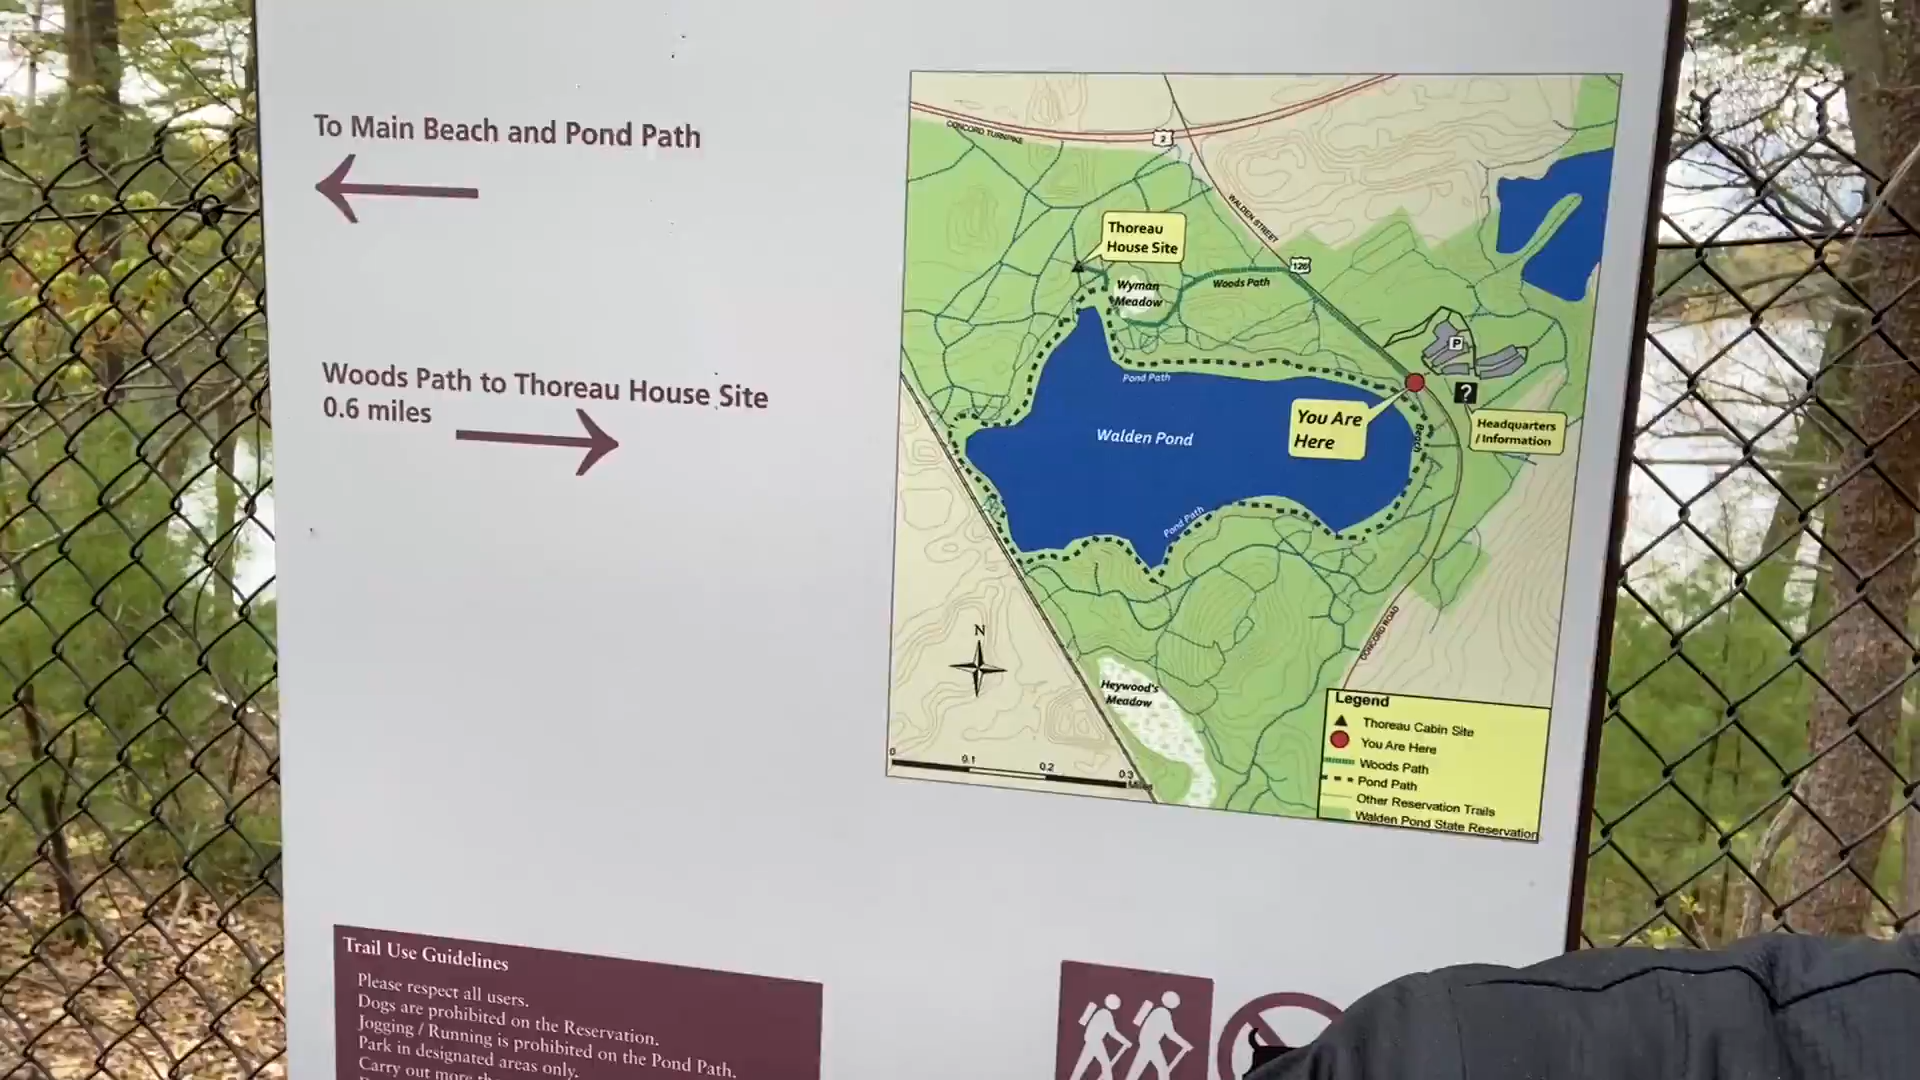 To Main Beach and Pond Path
Woods Path to Thoreau House Site
0.6 miles
CONCORD TURNPIKE
2
WALDEN STREET
Thoreau
House Site
126
Wyman
Meadow
Woods Path
P
Pond Path
?
You Are
Here
Beach
Headquarters
/ Information
Walden Pond
Pond Path
CONCORD ROAD
N
Heywood's
Meadow
0
0.1
0.2
0.3
Miles
Legend
Thoreau Cabin Site
You Are Here
Woods Path
Pond Path
Other Reservation Trails
Walden Pond State Reservation
Trail Use Guidelines
Please respect all users.
Dogs are prohibited on the Reservation.
Jogging / Running is prohibited on the Pond Path.
Park in designated areas only.
Carry out more